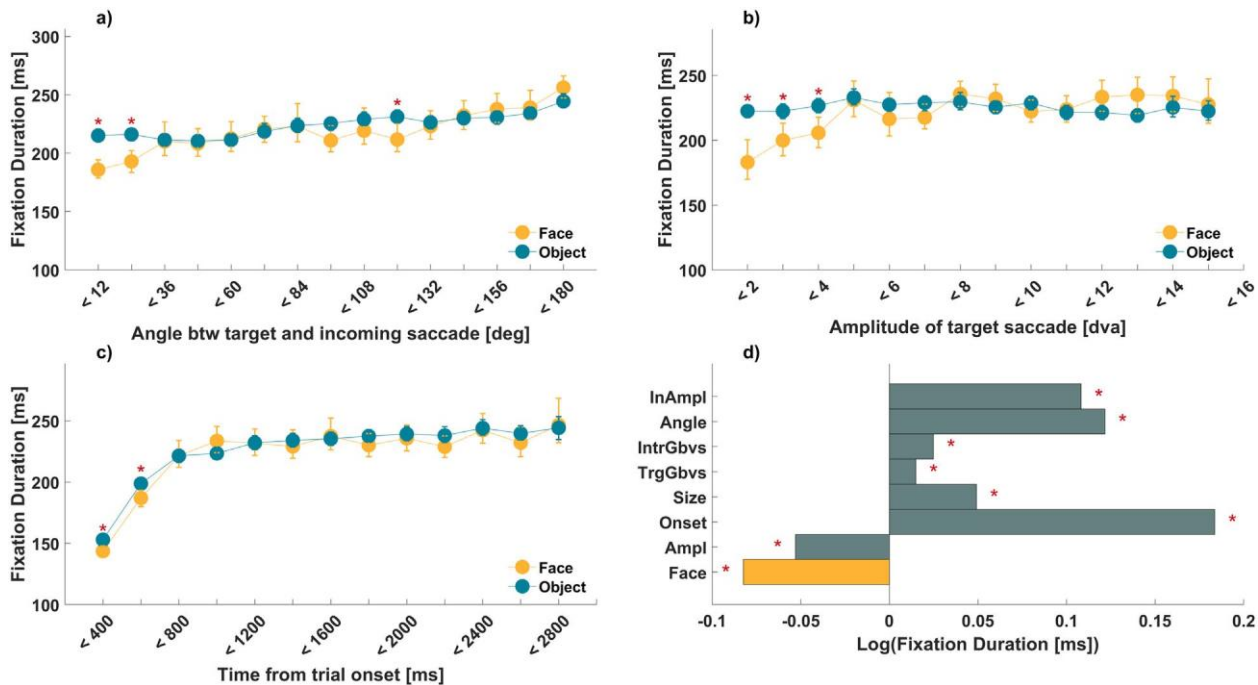 a)
Fixation Duration [ms]
300
250
200
150
100
* * *
Face
Object
< 12 < 36 < 60 < 84 < 108 < 132 < 156 < 180
Angle btw target and incoming saccade [deg]
b)
Fixation Duration [ms]
250
200
150
100
* * *
Face
Object
< 2 < 4 < 6 < 8 < 10 < 12 < 14 < 16
Amplitude of target saccade [dva]
c)
Fixation Duration [ms]
250
200
150
100
* *
Face
Object
< 400 < 800 < 1200 < 1600 < 2000 < 2400 < 2800
Time from trial onset [ms]
d)
InAmpl *
Angle *
IntrGbvs *
TrgGbvs *
Size *
Onset *
Ampl *
Face *
-0.1 -0.05 0 0.05 0.1 0.15 0.2
Log(Fixation Duration [ms])